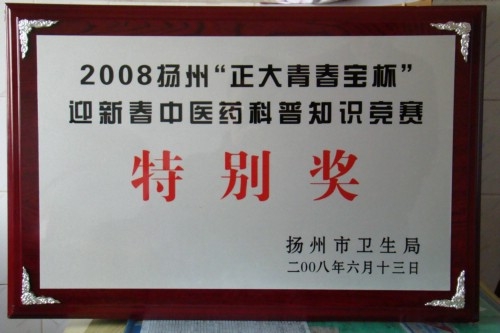 2008扬州“正大青春宝杯”
迎新春中医药科普知识竞赛
特别奖
扬州市卫生局
二00八年六月十三日